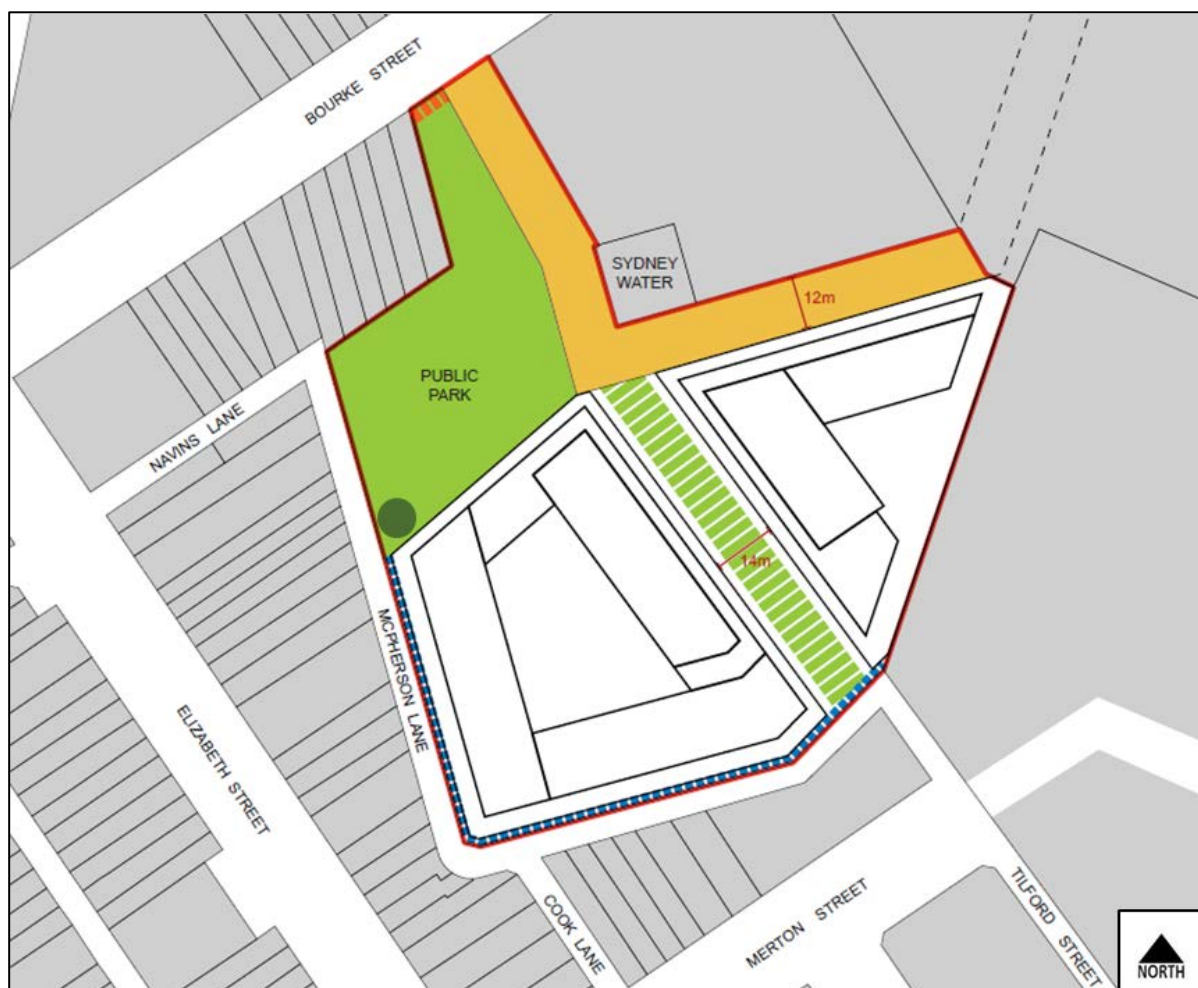 BOURKE STREET
SYDNEY
WATER
12m
PUBLIC
PARK
NAVINS LANE
14m
MCPHERSON LANE
ELIZABETH STREET
COOK LANE
MERTON STREET
TILFORD STREET
NORTH